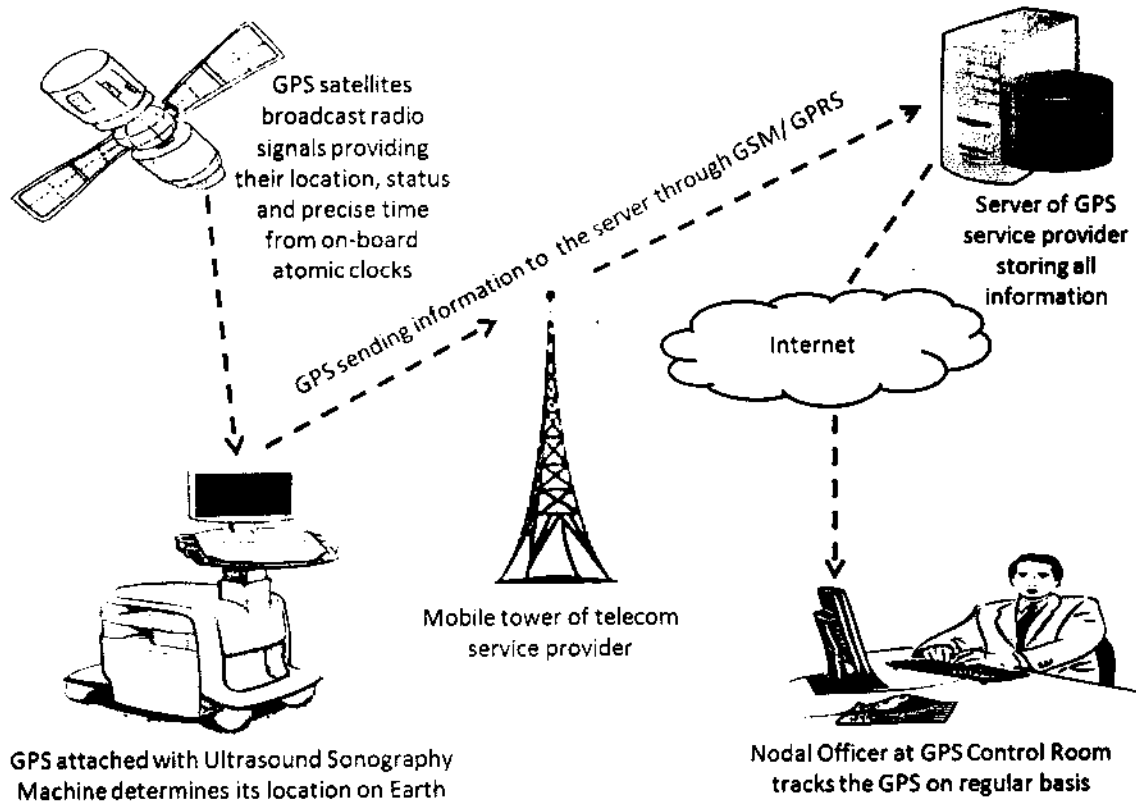 GPS satellites
broadcast radio
signals providing
their location, status
and precise time
from on-board
atomic clocks
GPS sending information to the server through GSM/ GPRS
Server of GPS
service provider
storing all
information
Internet
Mobile tower of telecom
service provider
GPS attached with Ultrasound Sonography
Machine determines its location on Earth
Nodal Officer at GPS Control Room
tracks the GPS on regular basis